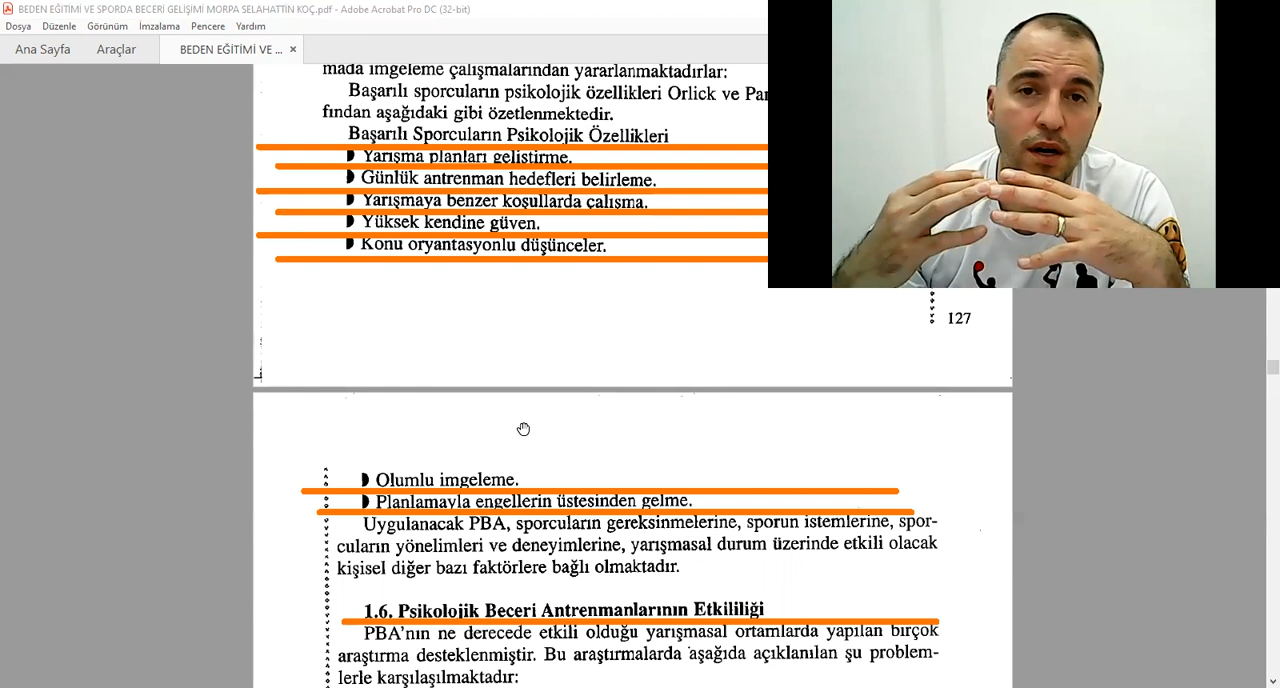 BEDEN EĞİTİMİ VE SPORDA BECERİ GELİŞİMİ MORPA SELAHATTIN KOÇ.pdf - Adobe Acrobat Pro DC (32-bit)
Dosya Düzenle Görünüm İmzalama Pencere Yardım
Ana Sayfa Araçlar BEDEN EĞİTİMİ VE ... ×
mada imgeleme çalışmalarından yararlanmaktadırlar:
Başarılı sporcuların psikolojik özellikleri Orlick ve
fından aşağıdaki gibi özetlenmektedir.
Başarılı Sporcuların Psikolojik Özellikleri
Yarışma planları geliştirme.
Günlük antrenman hedefleri belirleme.
Yarışmaya benzer koşullarda çalışma.
Yüksek kendine güven.
Konu oryantasyonlu düşünceler.
127
Olumlu imgeleme.
Planlamayla engellerin üstesinden gelme.
Uygulanacak PBA, sporcuların gereksinmelerine, sporun istemlerine, spor-
cuların yönelimleri ve deneyimlerine, yarışmasal durum üzerinde etkili olacak
kişisel diğer bazı faktörlere bağlı olmaktadır.
1.6. Psikolojik Beceri Antrenmanlarının Etkililiği
PBA'nın ne derecede etkili olduğu yarışmasal ortamlarda yapılan birçok
araştırma desteklenmiştir. Bu araştırmalarda aşağıda açıklanılan şu problem-
lerle karşılaşılmaktadır: